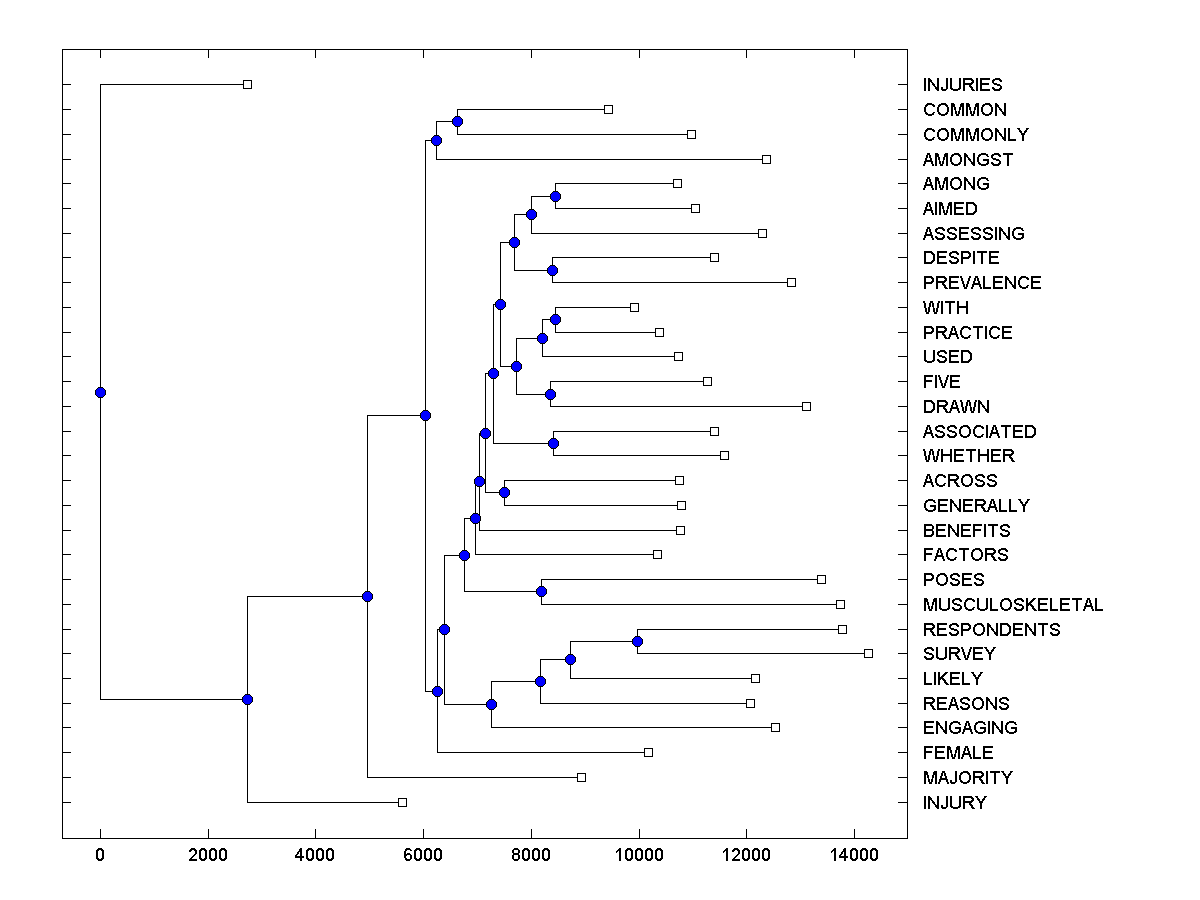 INJURIES
COMMON
COMMONLY
AMONGST
AMONG
AIMED
ASSESSING
DESPITE
PREVALENCE
WITH
PRACTICE
USED
FIVE
DRAWN
ASSOCIATED
WHETHER
ACROSS
GENERALLY
BENEFITS
FACTORS
POSES
MUSCULOSKELETAL
RESPONDENTS
SURVEY
LIKELY
REASONS
ENGAGING
FEMALE
MAJORITY
INJURY
0 2000 4000 6000 8000 10000 12000 14000